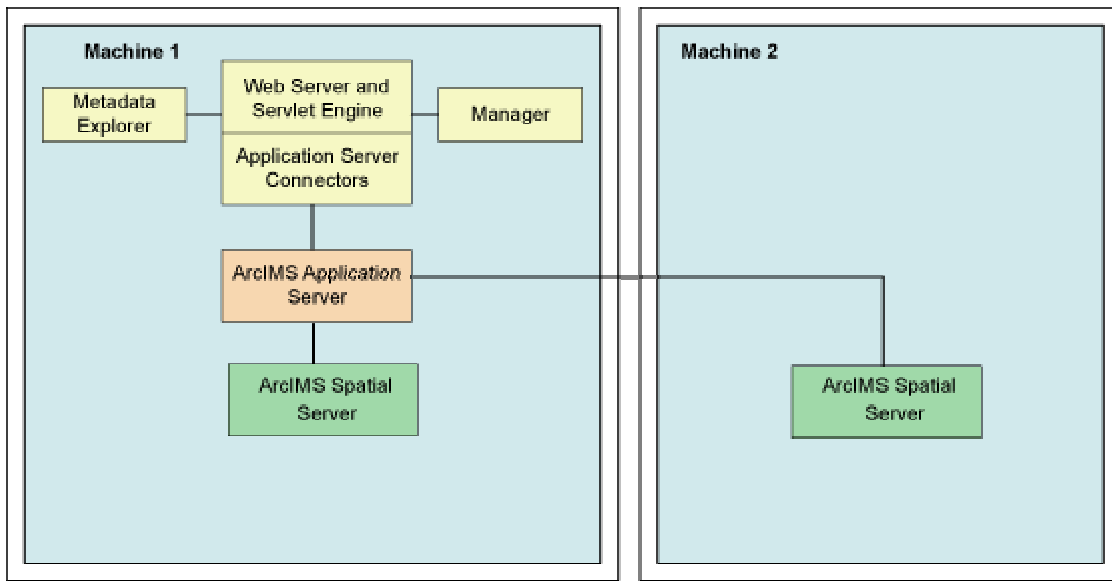 Machine 1
Web Server and
Servlet Engine
Metadata
Explorer
Manager
Application Server
Connectors
ArcIMS Application
Server
ArcIMS Spatial
Server
Machine 2
ArcIMS Spatial
Server